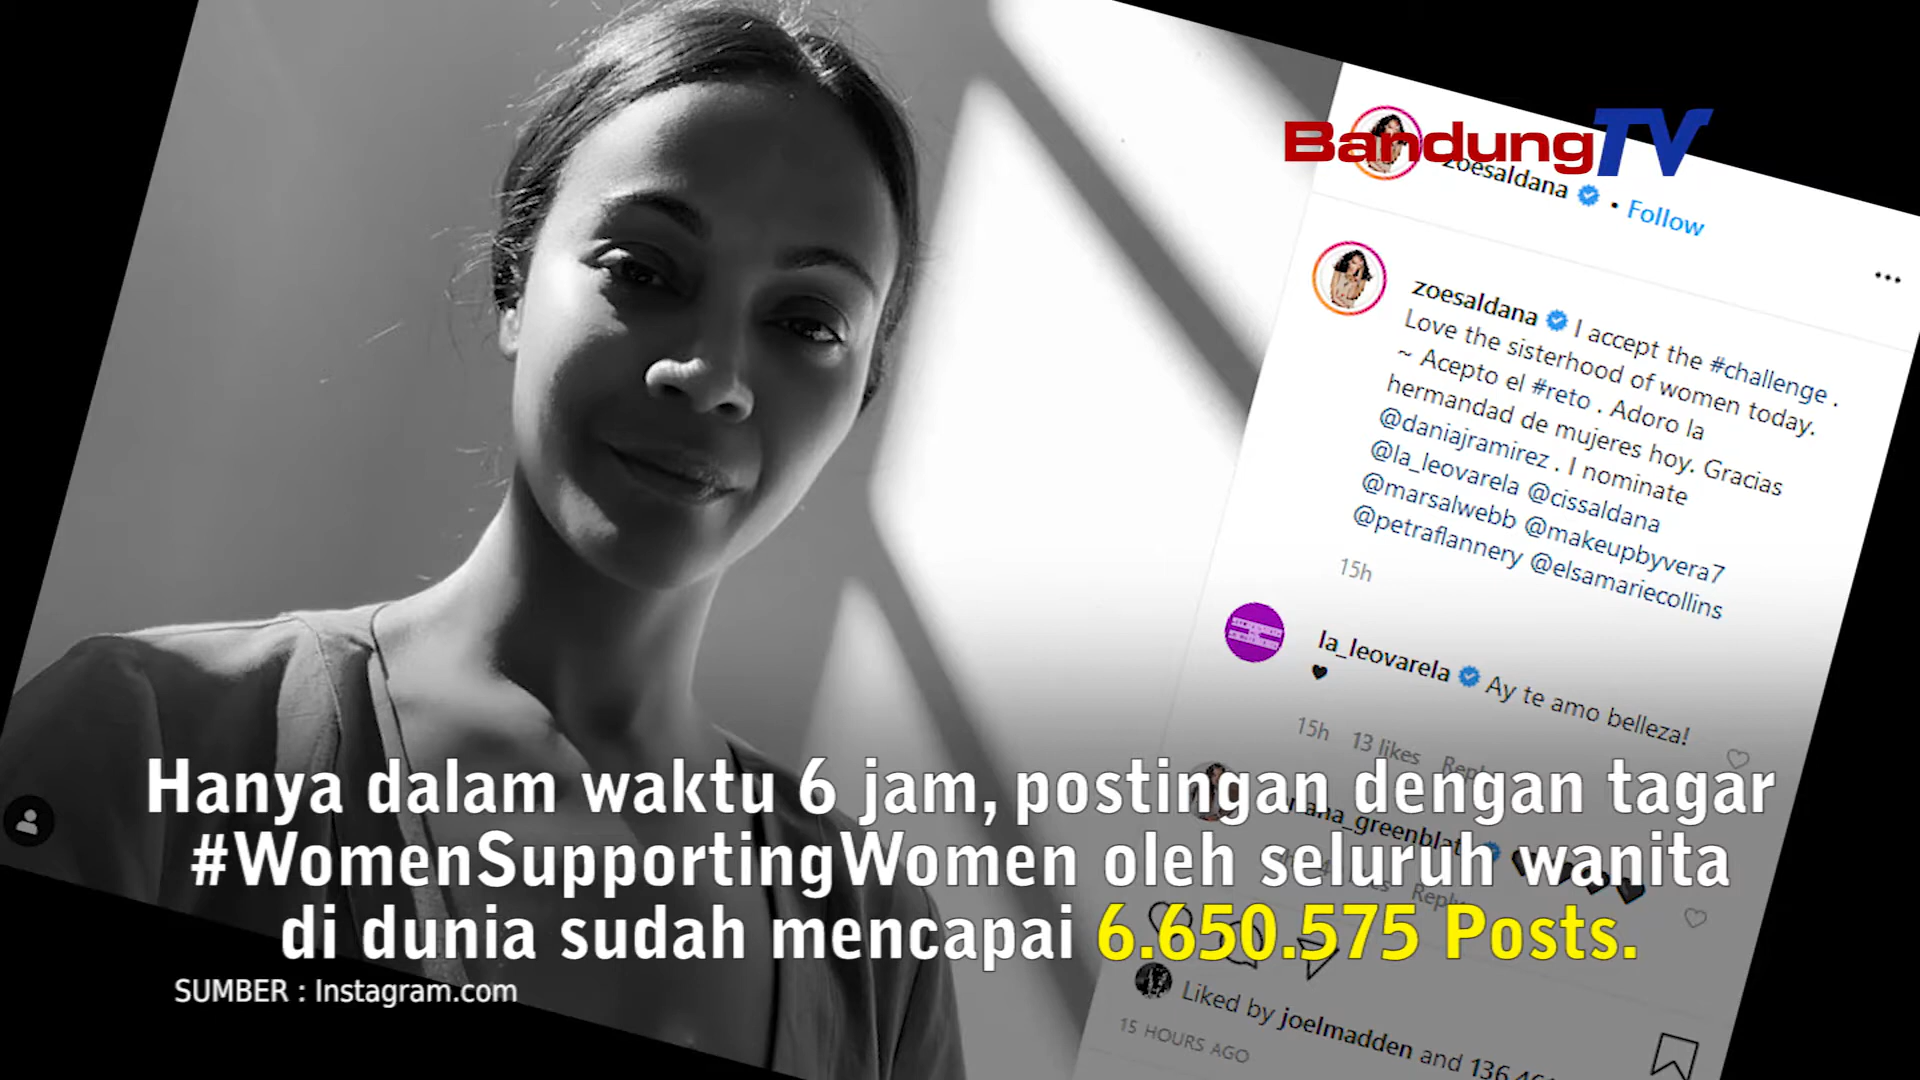 BandungTV
zoesaldana • Follow
zoesaldana I accept the #challenge .
Love the sisterhood of women today.
~ Acepto el #reto . Adoro la
hermandad de mujeres hoy. Gracias
@daniajramirez . I nominate
@la_leovarela @cissaldana
@marsalwebb @makeupbyvera7
@petraflannery @elsamariecollins
15h
la_leovarela Ay te amo belleza!
15h 13 likes Reply
Hanya dalam waktu 6 jam, postingan dengan tagar
#WomenSupportingWomen oleh seluruh wanita
di dunia sudah mencapai 6.650.575 Posts.
SUMBER : Instagram.com
Reply
Liked by joelmadden and
15 HOURS AGO